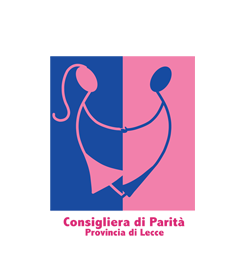 Consigliera di Parità
Provincia di Lecce